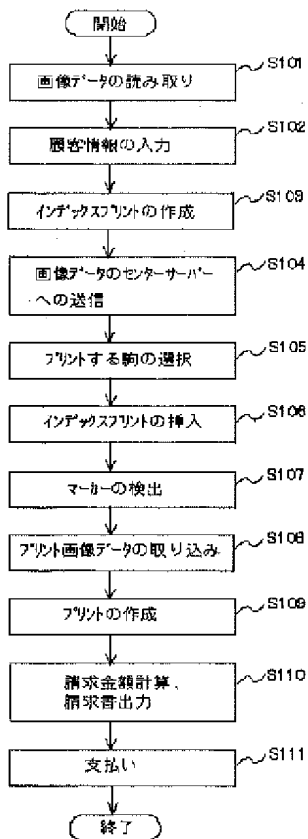 開始
画像データの読み取り
S101
顧客情報の入力
S102
インデックスプリントの作成
S103
画像データのセンターサーバー
への送信
S104
プリントする駒の選択
S105
インデックスプリントの挿入
S106
マーカーの検出
S107
プリント画像データの取り込み
S108
プリントの作成
S109
請求金額計算、
請求書出力
S110
支払い
S111
終了